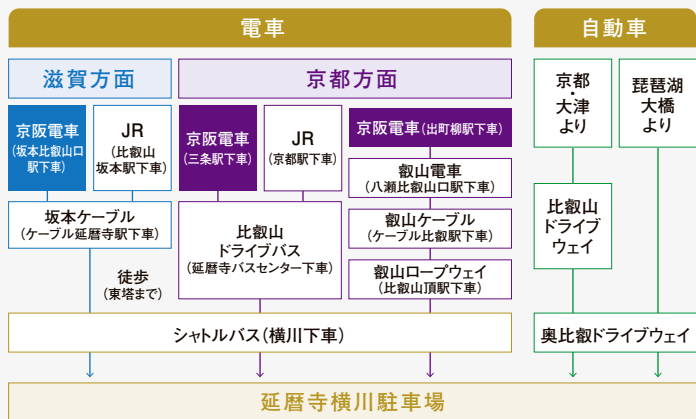 電車
滋賀方面
京都方面
京阪電車
(坂本比叡山口
駅下車)
JR
(比叡山
坂本駅下車)
京阪電車
(三条駅下車)
JR
(京都駅下車)
京阪電車(出町柳駅下車)
叡山電車
(八瀬比叡山口駅下車)
坂本ケーブル
(ケーブル延暦寺駅下車)
比叡山
ドライブバス
(延暦寺バスセンター下車)
叡山ケーブル
(ケーブル比叡駅下車)
徒歩
(東塔まで)
叡山ロープウェイ
(比叡山頂駅下車)
シャトルバス(横川下車)
自動車
京都
・
大津
より
琵琶湖
大橋
より
比叡山
ドライブ
ウェイ
奥比叡ドライブウェイ
延暦寺横川駐車場